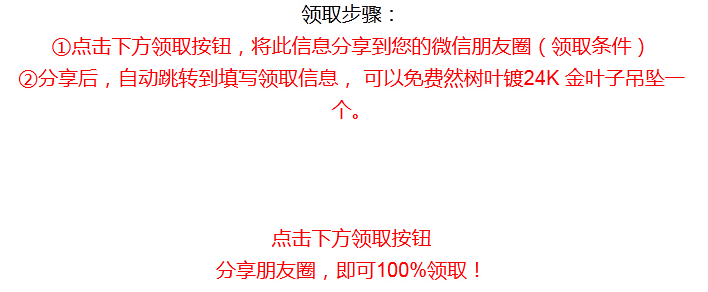 领取步骤：
①点击下方领取按钮，将此信息分享到您的微信朋友圈（领取条件）
②分享后，自动跳转到填写领取信息， 可以免费然树叶镀24K 金叶子吊坠一
个。
点击下方领取按钮
分享朋友圈，即可100%领取！